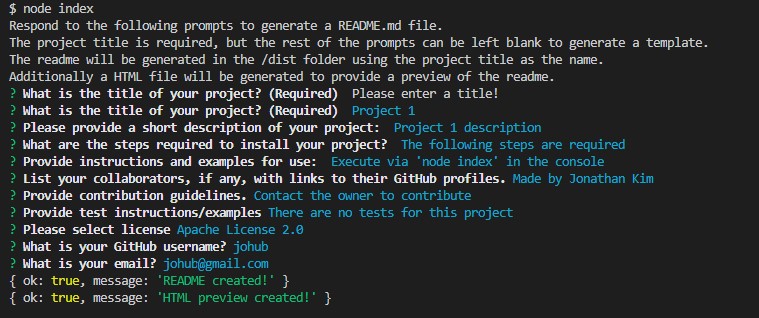 $ node index
Respond to the following prompts to generate a README.md file.
The project title is required, but the rest of the prompts can be left blank to generate a template.
The readme will be generated in the /dist folder using the project title as the name.
Additionally a HTML file will be generated to provide a preview of the readme.
? What is the title of your project? (Required)  Please enter a title!
? What is the title of your project? (Required)  Project 1
? Please provide a short description of your project:  Project 1 description
? What are the steps required to install your project?  The following steps are required
? Provide instructions and examples for use:  Execute via 'node index' in the console
? List your collaborators, if any, with links to their GitHub profiles. Made by Jonathan Kim
? Provide contribution guidelines. Contact the owner to contribute
? Provide test instructions/examples There are no tests for this project
? Please select license Apache License 2.0
? What is your GitHub username? johub
? What is your email? johub@gmail.com
{ ok: true, message: 'README created!' }
{ ok: true, message: 'HTML preview created!' }